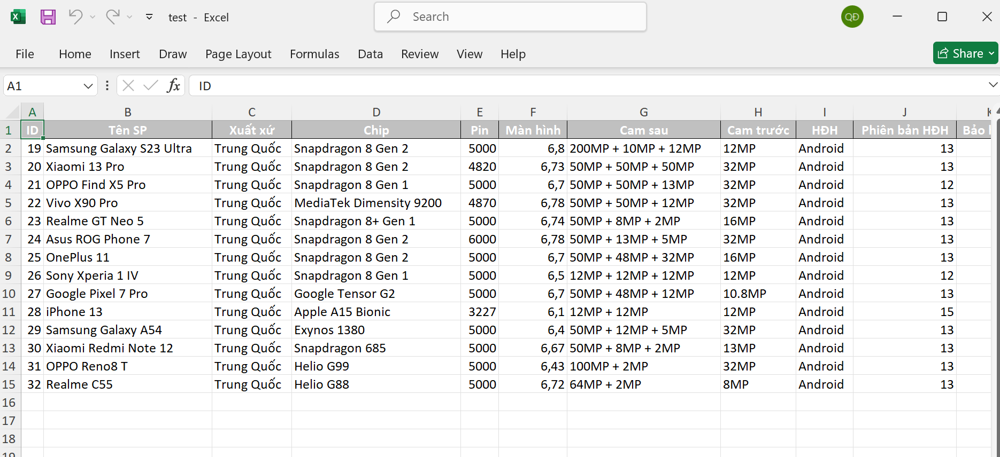 test - Excel
Search
QĐ
File Home Insert Draw Page Layout Formulas Data Review View Help Share
A1 fx ID
A B C D E F G H I J
1 ID Tên SP Xuất xứ Chip Pin Màn hình Cam sau Cam trước HĐH Phiên bản HĐH Bảo
2 19 Samsung Galaxy S23 Ultra Trung Quốc Snapdragon 8 Gen 2 5000 6,8 200MP + 10MP + 12MP 12MP Android 13
3 20 Xiaomi 13 Pro Trung Quốc Snapdragon 8 Gen 2 4820 6,73 50MP + 50MP + 50MP 32MP Android 13
4 21 OPPO Find X5 Pro Trung Quốc Snapdragon 8 Gen 1 5000 6,7 50MP + 50MP + 13MP 32MP Android 12
5 22 Vivo X90 Pro Trung Quốc MediaTek Dimensity 9200 4870 6,78 50MP + 50MP + 12MP 32MP Android 13
6 23 Realme GT Neo 5 Trung Quốc Snapdragon 8+ Gen 1 5000 6,74 50MP + 8MP + 2MP 16MP Android 13
7 24 Asus ROG Phone 7 Trung Quốc Snapdragon 8 Gen 2 6000 6,78 50MP + 13MP + 5MP 32MP Android 13
8 25 OnePlus 11 Trung Quốc Snapdragon 8 Gen 2 5000 6,7 50MP + 48MP + 32MP 16MP Android 13
9 26 Sony Xperia 1 IV Trung Quốc Snapdragon 8 Gen 1 5000 6,5 12MP + 12MP + 12MP 12MP Android 12
10 27 Google Pixel 7 Pro Trung Quốc Google Tensor G2 5000 6,7 50MP + 48MP + 12MP 10.8MP Android 13
11 28 iPhone 13 Trung Quốc Apple A15 Bionic 3227 6,1 12MP + 12MP 12MP Android 15
12 29 Samsung Galaxy A54 Trung Quốc Exynos 1380 5000 6,4 50MP + 12MP + 5MP 32MP Android 13
13 30 Xiaomi Redmi Note 12 Trung Quốc Snapdragon 685 5000 6,67 50MP + 8MP + 2MP 13MP Android 13
14 31 OPPO Reno8 T Trung Quốc Helio G99 5000 6,43 100MP + 2MP 32MP Android 13
15 32 Realme C55 Trung Quốc Helio G88 5000 6,72 64MP + 2MP 8MP Android 13
16
17
18